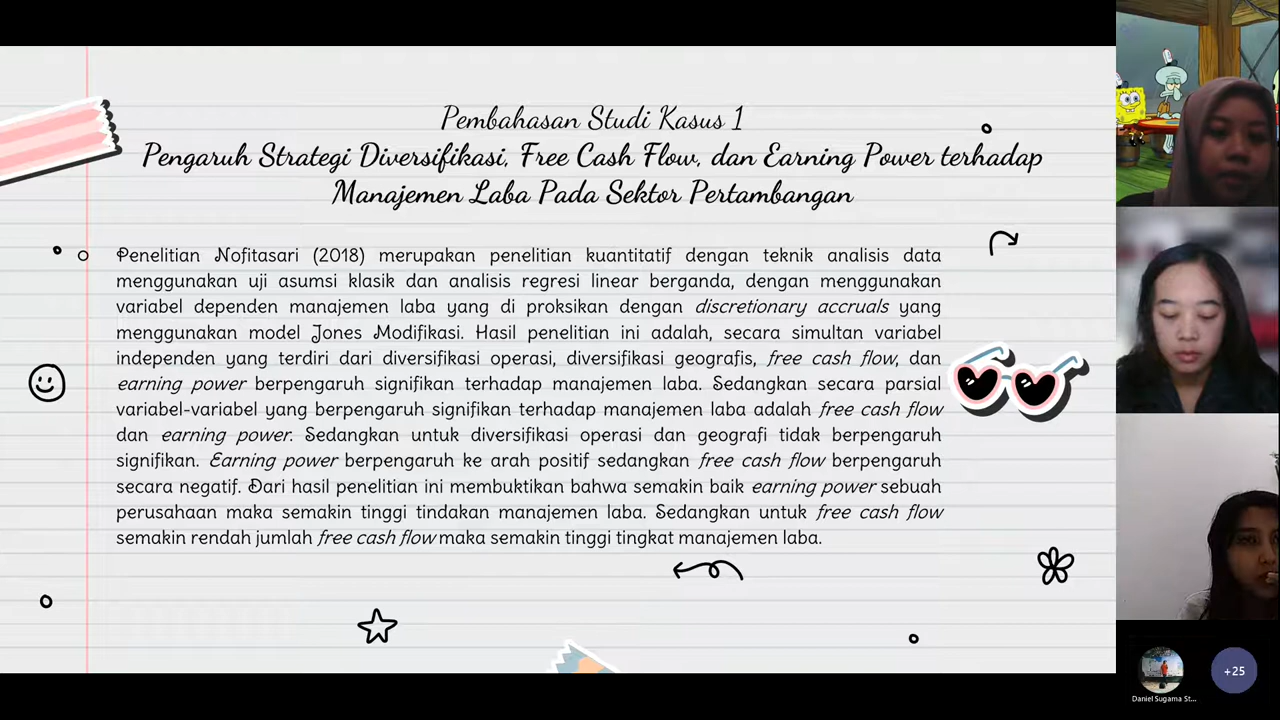 Pembahasan Studi Kasus 1
Pengaruh Strategi Diversifikasi, Free Cash Flow, dan Earning Power terhadap
Manajemen Laba Pada Sektor Pertambangan
Penelitian Nofitasari (2018) merupakan penelitian kuantitatif dengan teknik analisis data
menggunakan uji asumsi klasik dan analisis regresi linear berganda, dengan menggunakan
variabel dependen manajemen laba yang di proksikan dengan discretionary accruals yang
menggunakan model Jones Modifikasi. Hasil penelitian ini adalah, secara simultan variabel
independen yang terdiri dari diversifikasi operasi, diversifikasi geografis, free cash flow, dan
earning power berpengaruh signifikan terhadap manajemen laba. Sedangkan secara parsial
variabel-variabel yang berpengaruh signifikan terhadap manajemen laba adalah free cash flow
dan earning power. Sedangkan untuk diversifikasi operasi dan geografi tidak berpengaruh
signifikan. Earning power berpengaruh ke arah positif sedangkan free cash flow berpengaruh
secara negatif. Dari hasil penelitian ini membuktikan bahwa semakin baik earning power sebuah
perusahaan maka semakin tinggi tindakan manajemen laba. Sedangkan untuk free cash flow
semakin rendah jumlah free cash flow maka semakin tinggi tingkat manajemen laba.
Daniel Sugama St...
+25